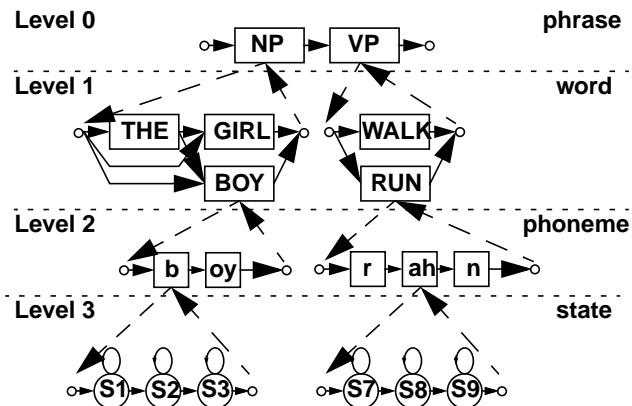 Level 0 NP VP phrase
Level 1 word
THE GIRL WALK
BOY RUN
Level 2 phoneme
b oy r ah n
Level 3 state
S1 S2 S3 S7 S8 S9